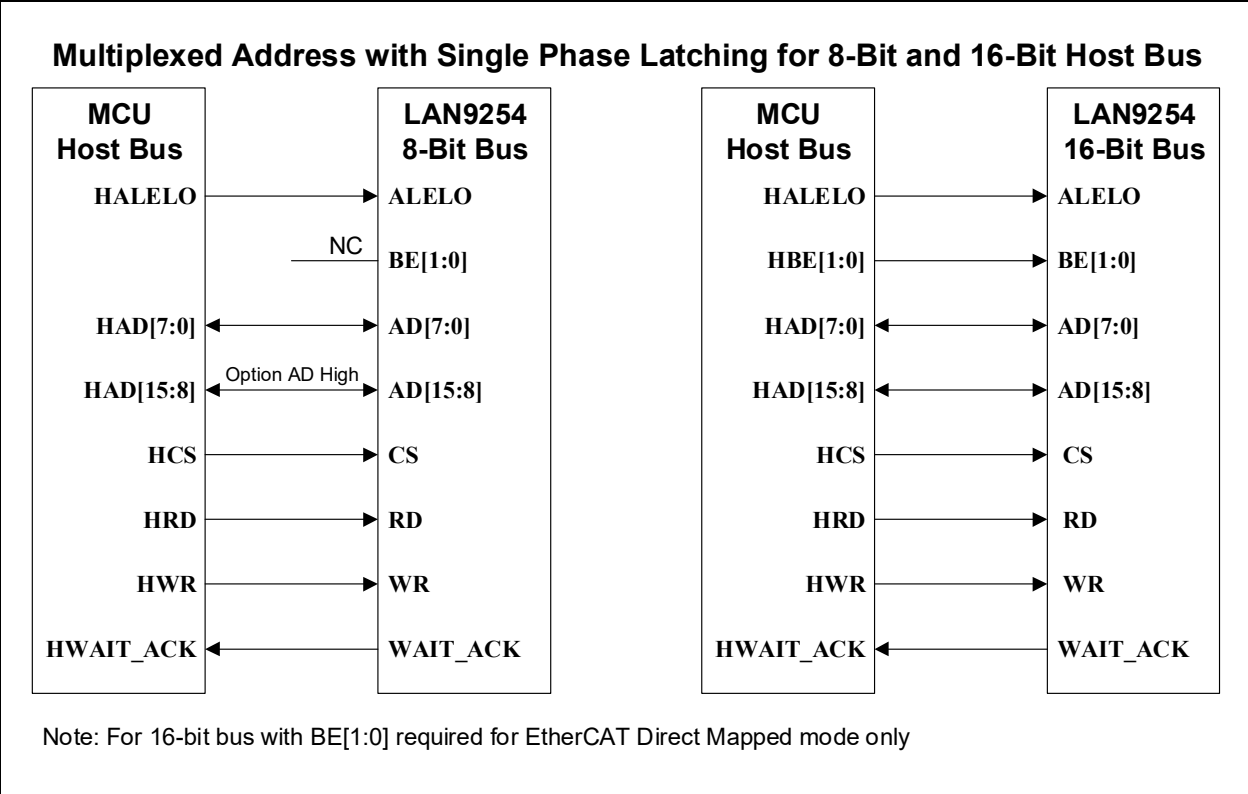 Multiplexed Address with Single Phase Latching for 8-Bit and 16-Bit Host Bus
MCU
Host Bus
HALELO
HAD[7:0]
HAD[15:8]
HCS
HRD
HWR
HWAIT_ACK
NC
Option AD High
LAN9254
8-Bit Bus
ALELO
BE[1:0]
AD[7:0]
AD[15:8]
CS
RD
WR
WAIT_ACK
MCU
Host Bus
HALELO
HBE[1:0]
HAD[7:0]
HAD[15:8]
HCS
HRD
HWR
HWAIT_ACK
LAN9254
16-Bit Bus
ALELO
BE[1:0]
AD[7:0]
AD[15:8]
CS
RD
WR
WAIT_ACK
Note: For 16-bit bus with BE[1:0] required for EtherCAT Direct Mapped mode only